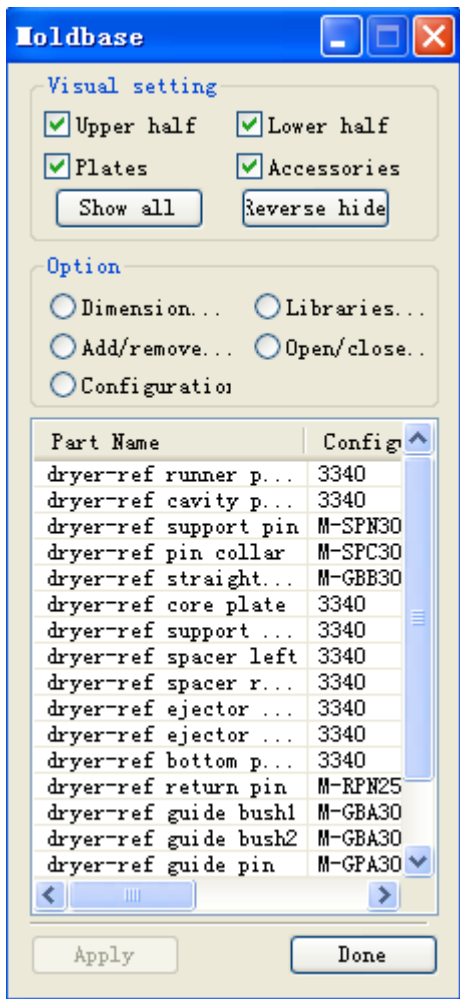 Moldbase
Visual setting
Upper half Lower half
Plates Accessories
Show all Reverse hide
Option
Dimension... Libraries...
Add/remove... Open/close..
Configuration
Part Name Config
dryer-ref runner p... 3340
dryer-ref cavity p... 3340
dryer-ref support pin M-SPN30
dryer-ref pin collar M-SPC30
dryer-ref straight... M-GBB30
dryer-ref core plate 3340
dryer-ref support ... 3340
dryer-ref spacer left 3340
dryer-ref spacer r... 3340
dryer-ref ejector ... 3340
dryer-ref ejector ... 3340
dryer-ref bottom p... 3340
dryer-ref return pin M-RPN25
dryer-ref guide bush1 M-GBA30
dryer-ref guide bush2 M-GBA30
dryer-ref guide pin M-GPA30
Apply Done